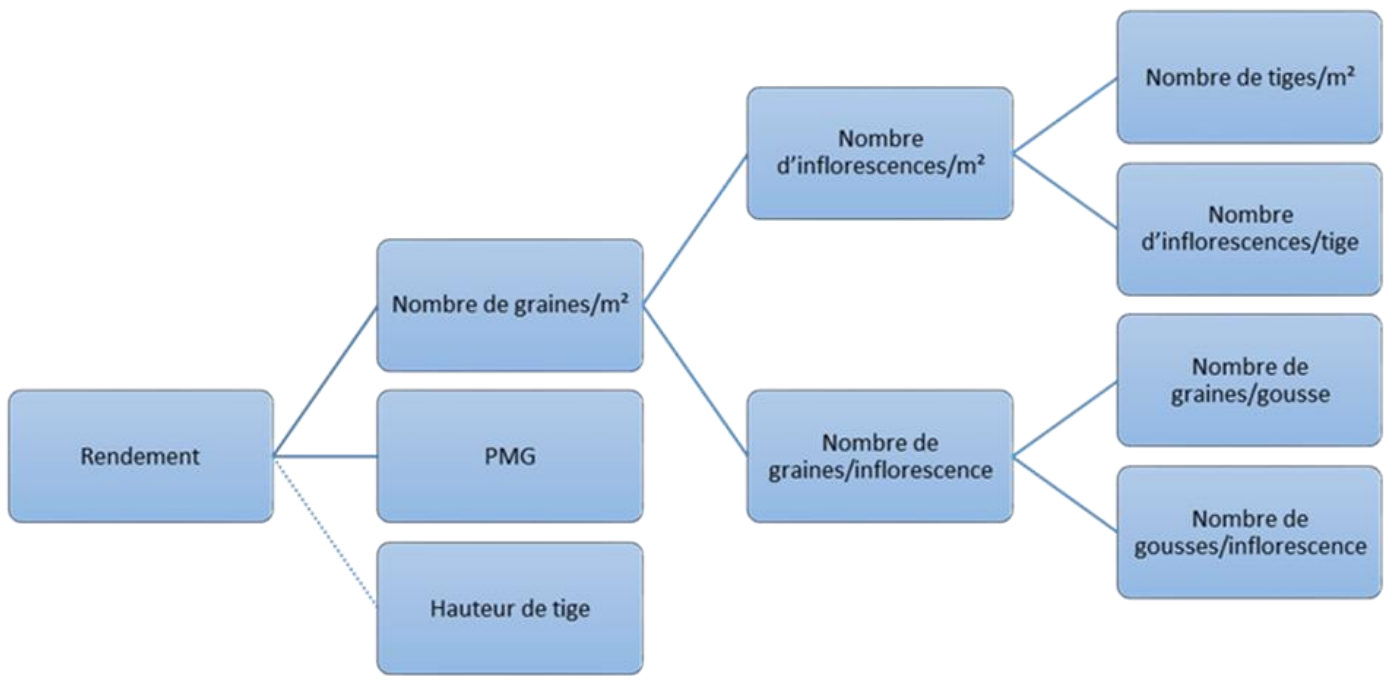 Rendement
Nombre de graines/m²
PMG
Hauteur de tige
Nombre
d’inflorescences/m²
Nombre de
graines/inflorescence
Nombre de tiges/m²
Nombre
d’inflorescences/tige
Nombre de
graines/gousse
Nombre de
gousses/inflorescence